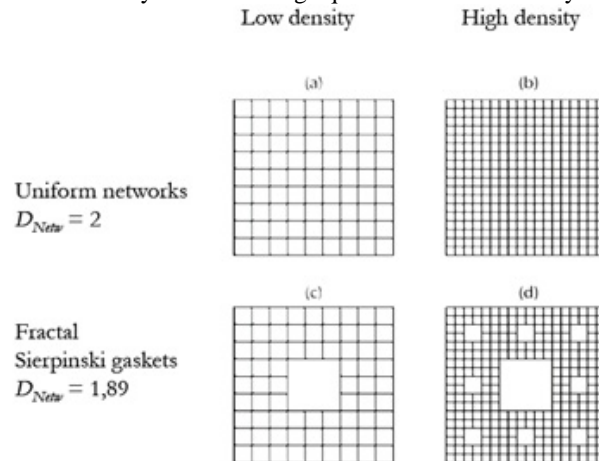 Low density
High density
(a)
(b)
Uniform networks
D_Netw = 2
(c)
(d)
Fractal
Sierpinski gaskets
D_Netw = 1,89